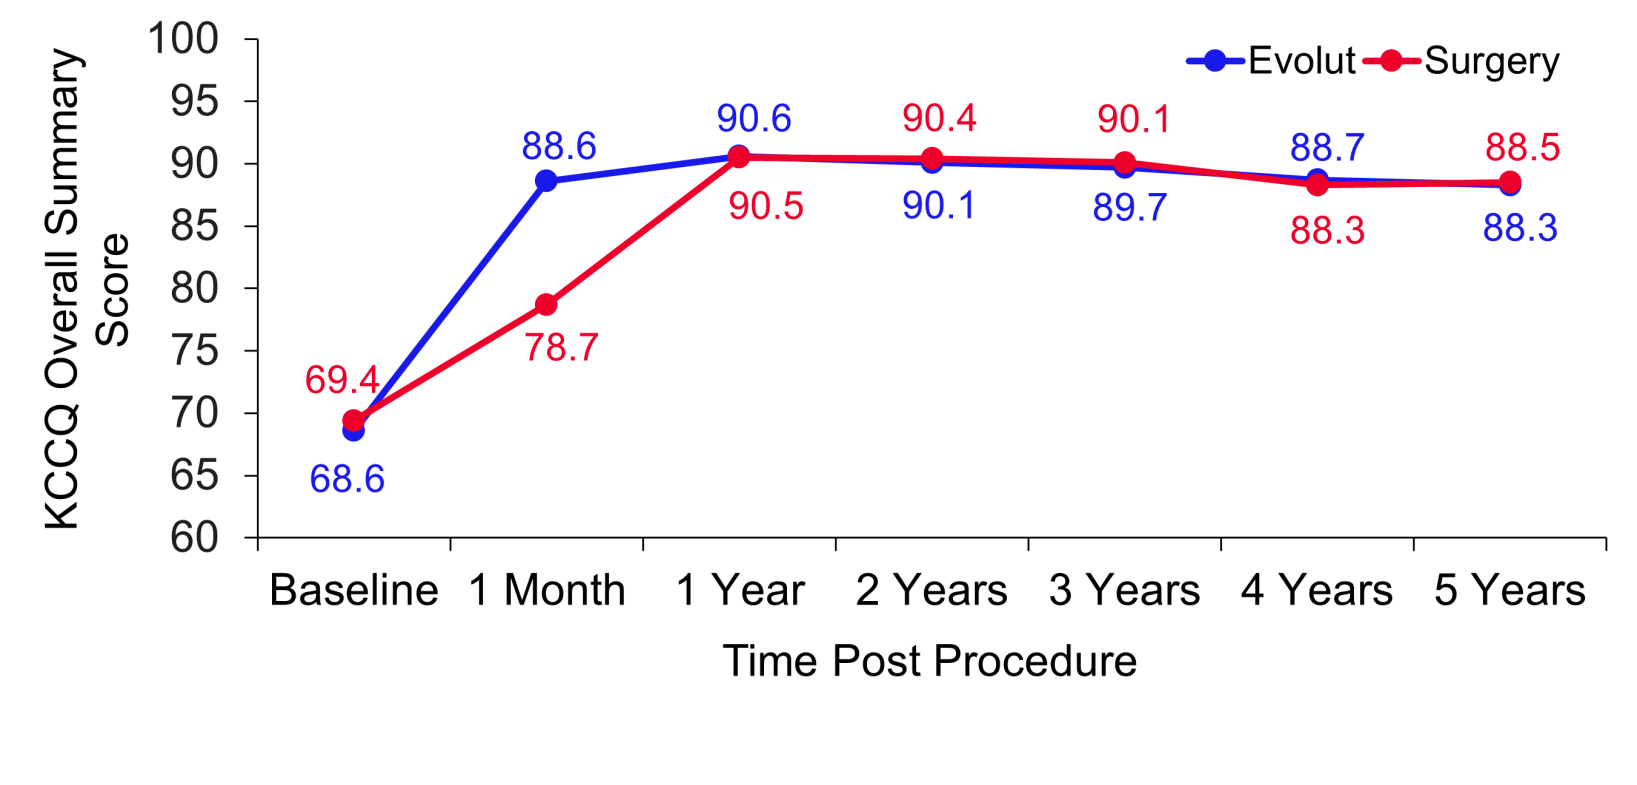 KCCQ Overall Summary
Score
100
95
90
85
80
75
70
65
60
Evolut
Surgery
69.4
68.6
88.6
78.7
90.6
90.5
90.4
90.1
90.1
89.7
88.7
88.3
88.5
88.3
Baseline
1 Month
1 Year
2 Years
3 Years
4 Years
5 Years
Time Post Procedure